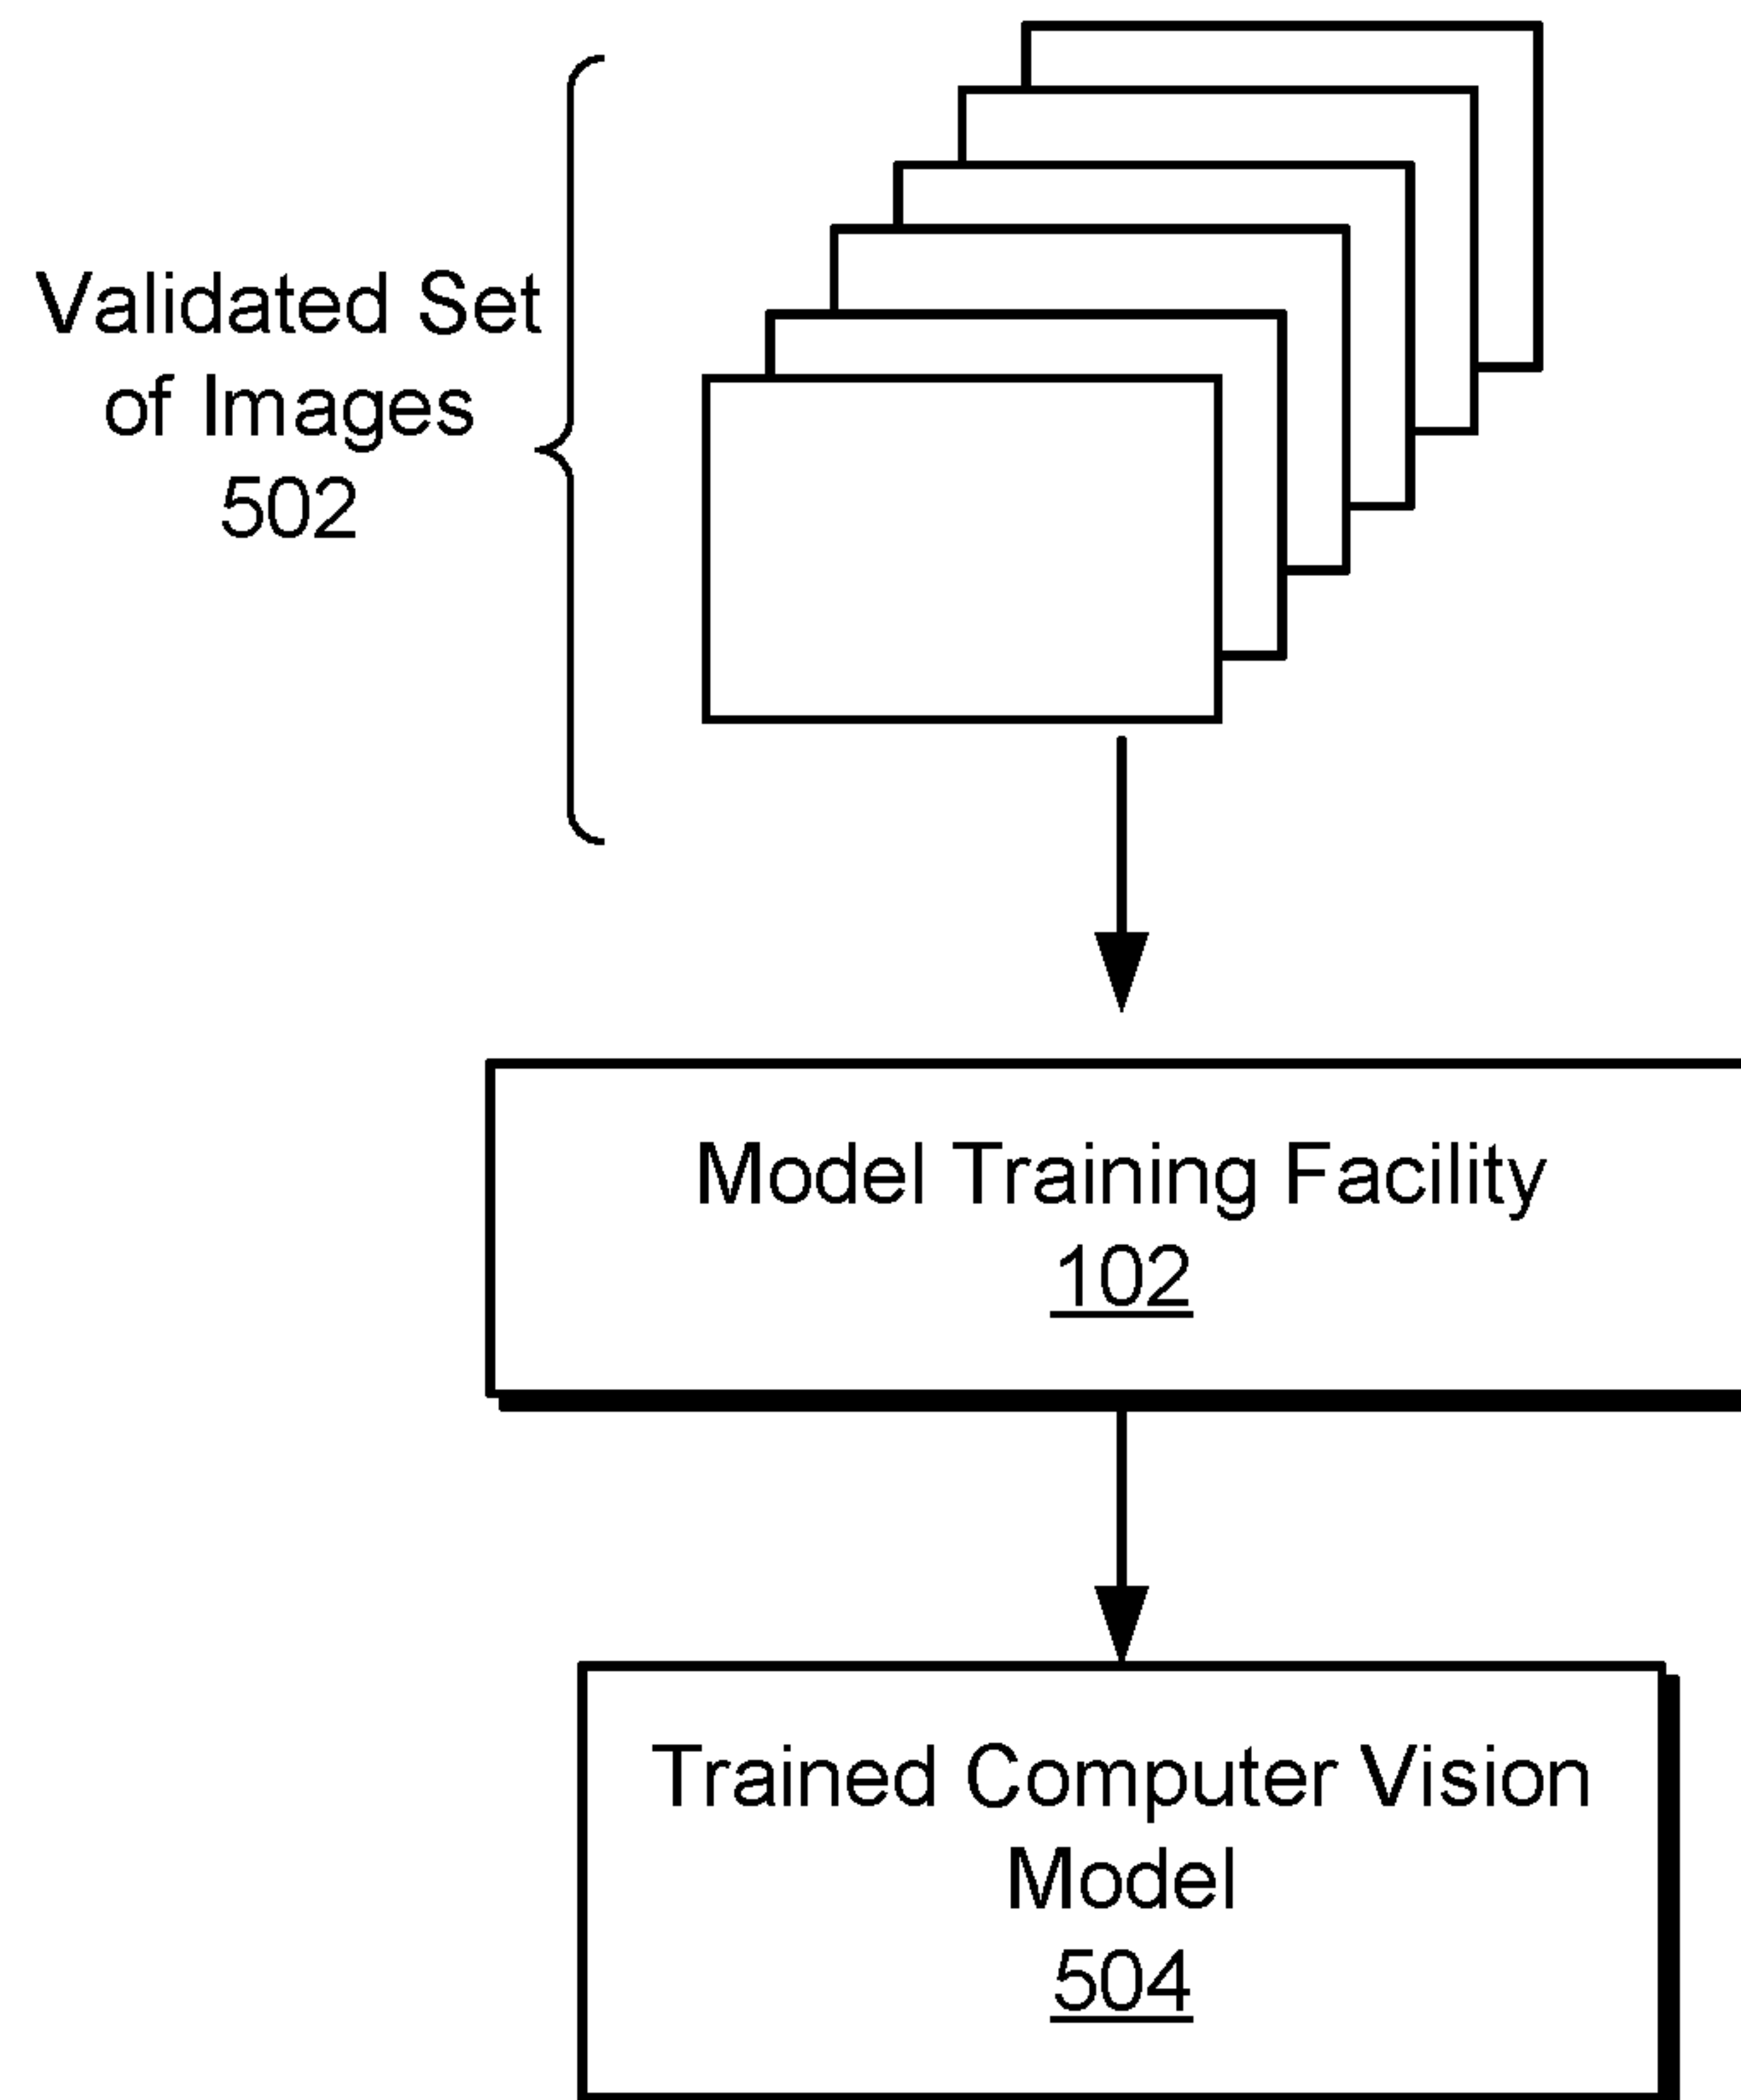 Validated Set
of Images
502
Model Training Facility
102
Trained Computer Vision
Model
504